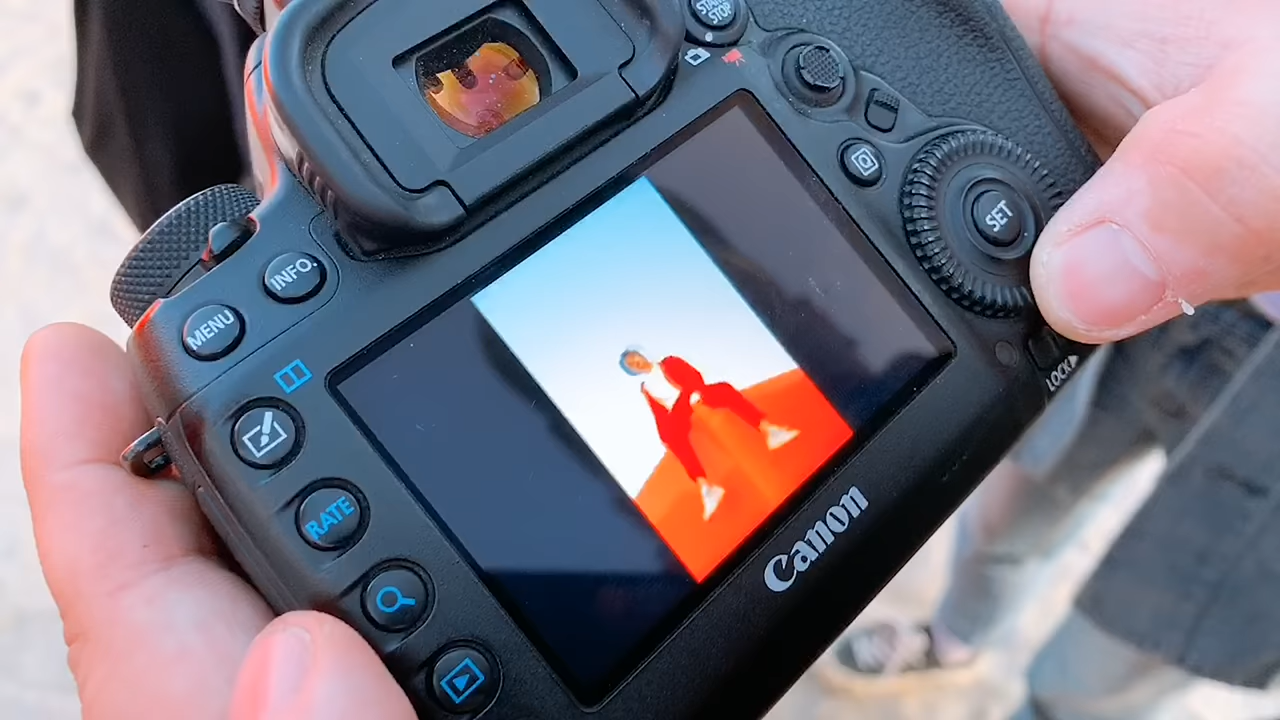 START
STOP
INFO.
MENU
SET
LOCK
RATE
Canon